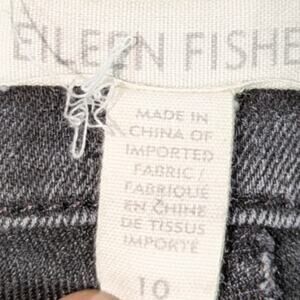 EILEEN FISHE
MADE IN
CHINA OF
IMPORTED
FABRIC /
FABRIQUÉ
EN CHINE
DE TISSUS
IMPORTÉ
10